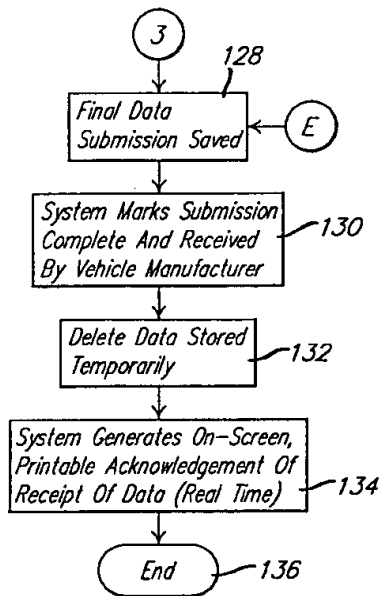 3
128
Final Data
Submission Saved
E
System Marks Submission
Complete And Received
By Vehicle Manufacturer
130
Delete Data Stored
Temporarily
132
System Generates On-Screen,
Printable Acknowledgement Of
Receipt Of Data (Real Time)
134
End
136